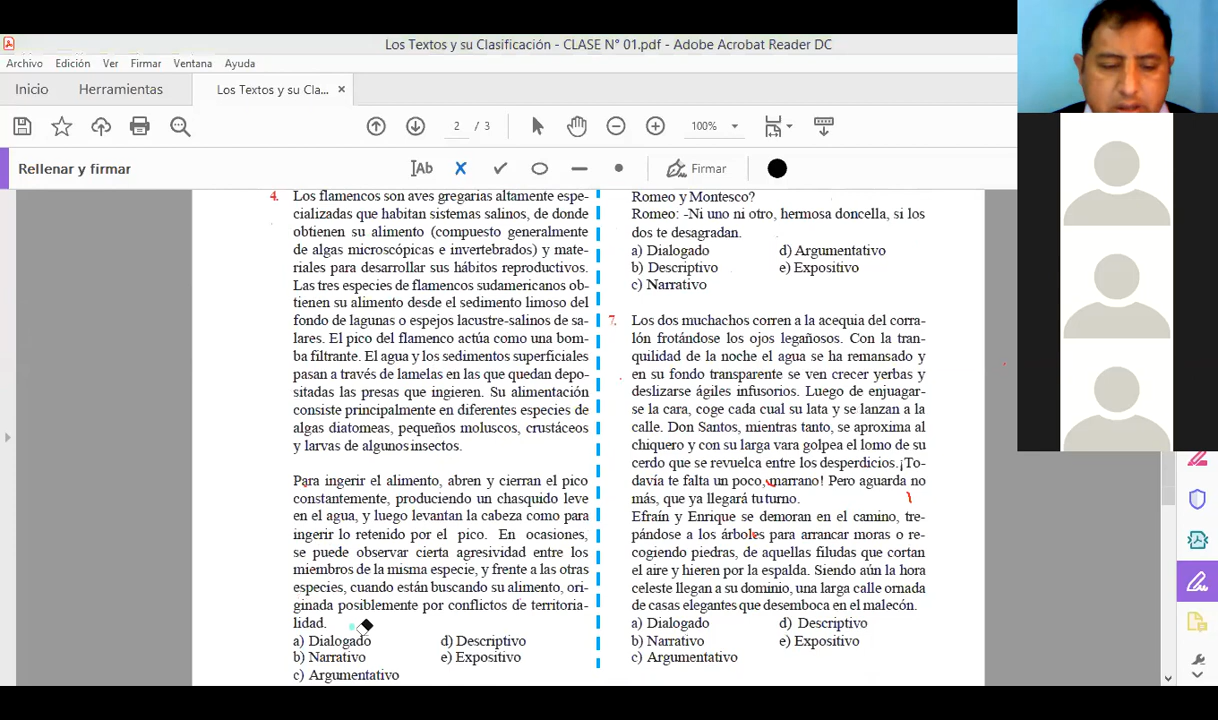 Los Textos y su Clasificación - CLASE N° 01.pdf - Adobe Acrobat Reader DC
Archivo Edición Ver Firmar Ventana Ayuda
Inicio Herramientas Los Textos y su Cla... ×
2 / 3 100%
Rellenar y firmar Ab Firmar
4. Los flamencos son aves gregarias altamente espe-
cializadas que habitan sistemas salinos, de donde
obtienen su alimento (compuesto generalmente
de algas microscópicas e invertebrados) y mate-
riales para desarrollar sus hábitos reproductivos.
Las tres especies de flamencos sudamericanos ob-
tienen su alimento desde el sedimento limoso del
fondo de lagunas o espejos lacustre-salinos de sa-
lares. El pico del flamenco actúa como una bom-
ba filtrante. El agua y los sedimentos superficiales
pasan a través de lamelas en las que quedan depo-
sitadas las presas que ingieren. Su alimentación
consiste principalmente en diferentes especies de
algas diatomeas, pequeños moluscos, crustáceos
y larvas de algunos insectos.
Para ingerir el alimento, abren y cierran el pico
constantemente, produciendo un chasquido leve
en el agua, y luego levantan la cabeza como para
ingerir lo retenido por el pico. En ocasiones,
se puede observar cierta agresividad entre los
miembros de la misma especie, y frente a las otras
especies, cuando están buscando su alimento, ori-
ginada posiblemente por conflictos de territoria-
lidad.
a) Dialogado d) Descriptivo
b) Narrativo e) Expositivo
c) Argumentativo
Romeo y Montesco?
Romeo: -Ni uno ni otro, hermosa doncella, si los
dos te desagradan.
a) Dialogado d) Argumentativo
b) Descriptivo e) Expositivo
c) Narrativo
7. Los dos muchachos corren a la acequia del corra-
lón frotándose los ojos legañosos. Con la tran-
quilidad de la noche el agua se ha remansado y
en su fondo transparente se ven crecer yerbas y
deslizarse ágiles infusorios. Luego de enjuagar-
se la cara, coge cada cual su lata y se lanzan a la
calle. Don Santos, mientras tanto, se aproxima al
chiquero y con su larga vara golpea el lomo de su
cerdo que se revuelca entre los desperdicios.¡To-
davía te falta un poco, marrano! Pero aguarda no
más, que ya llegará tu turno.
Efraín y Enrique se demoran en el camino, tre-
pándose a los árboles para arrancar moras o re-
cogiendo piedras, de aquellas filudas que cortan
el aire y hieren por la espalda. Siendo aún la hora
celeste llegan a su dominio, una larga calle ornada
de casas elegantes que desemboca en el malecón.
a) Dialogado d) Descriptivo
b) Narrativo e) Expositivo
c) Argumentativo